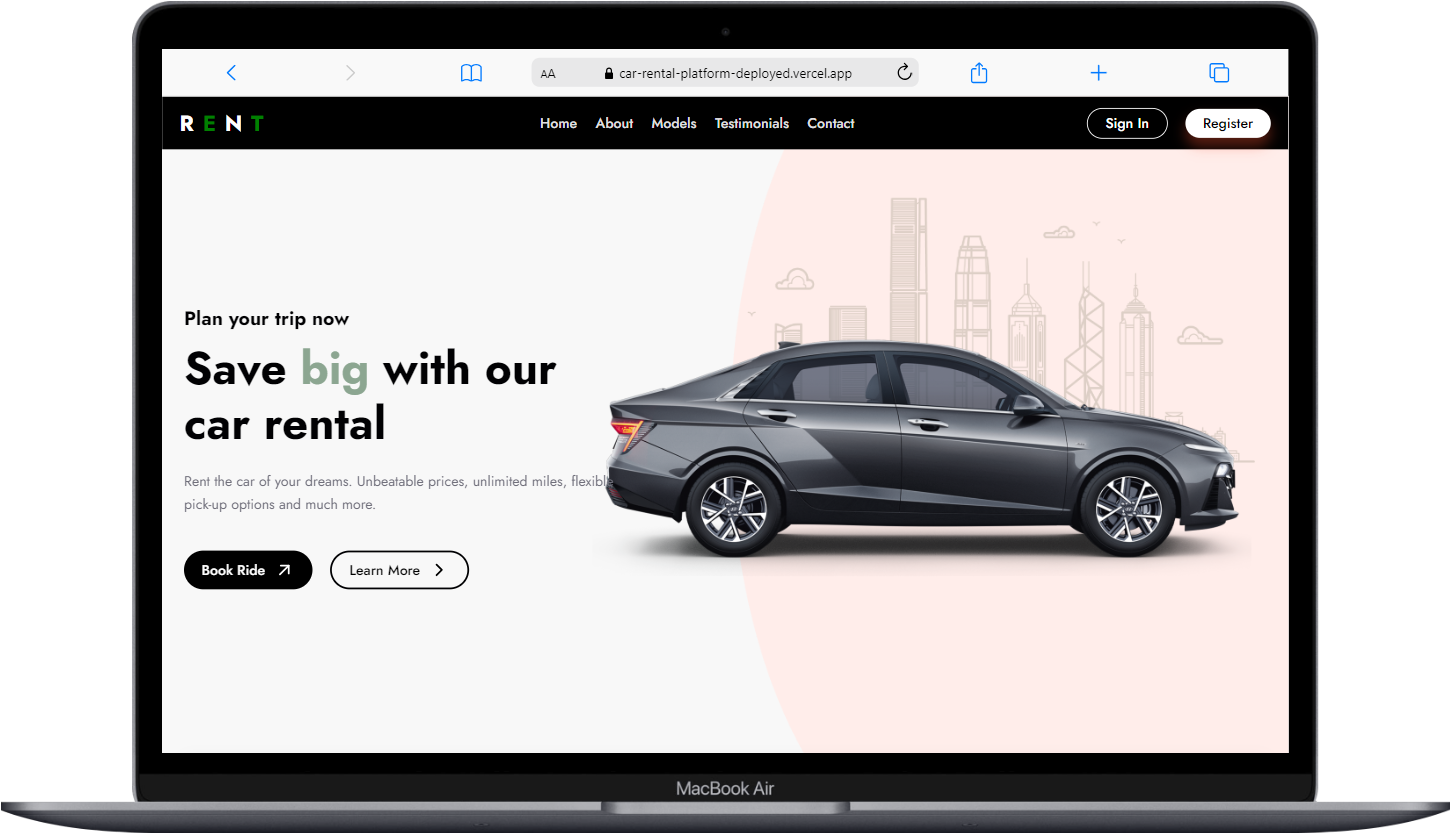 AA car-rental-platform-deployed.vercel.app
RENT Home About Models Testimonials Contact Sign In Register
Plan your trip now
Save big with our
car rental
Rent the car of your dreams. Unbeatable prices, unlimited miles, flexible
pick-up options and much more.
Book Ride Learn More
MacBook Air